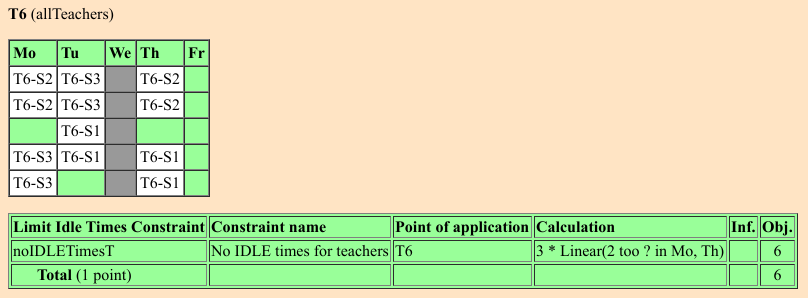 T6 (allTeachers)
Mo Tu We Th Fr
T6-S2 T6-S3 T6-S2
T6-S2 T6-S3 T6-S2
T6-S1
T6-S3 T6-S1 T6-S1
T6-S3 T6-S1
Limit Idle Times Constraint Constraint name Point of application Calculation Inf. Obj.
noIDLETimesT No IDLE times for teachers T6 3 * Linear(2 too ? in Mo, Th) 6
Total (1 point) 6